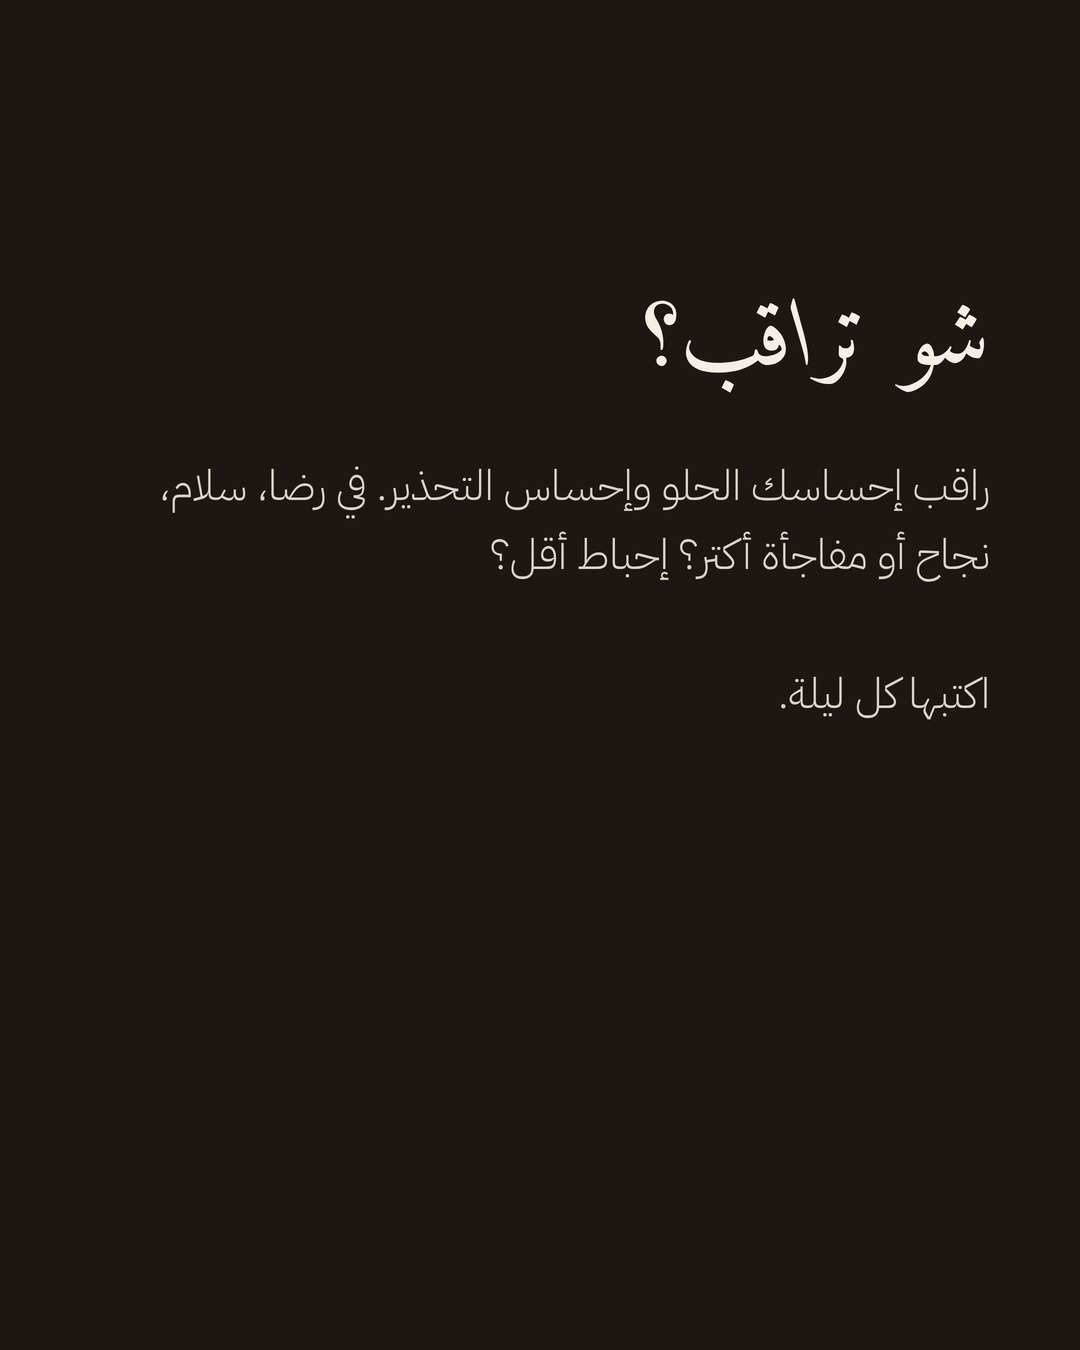 شو تراقب؟
راقب إحساسك الحلو وإحساس التحذير. في رضا، سلام،
نجاح أو مفاجأة أكتر؟ إحباط أقل؟
اكتبها كل ليلة.